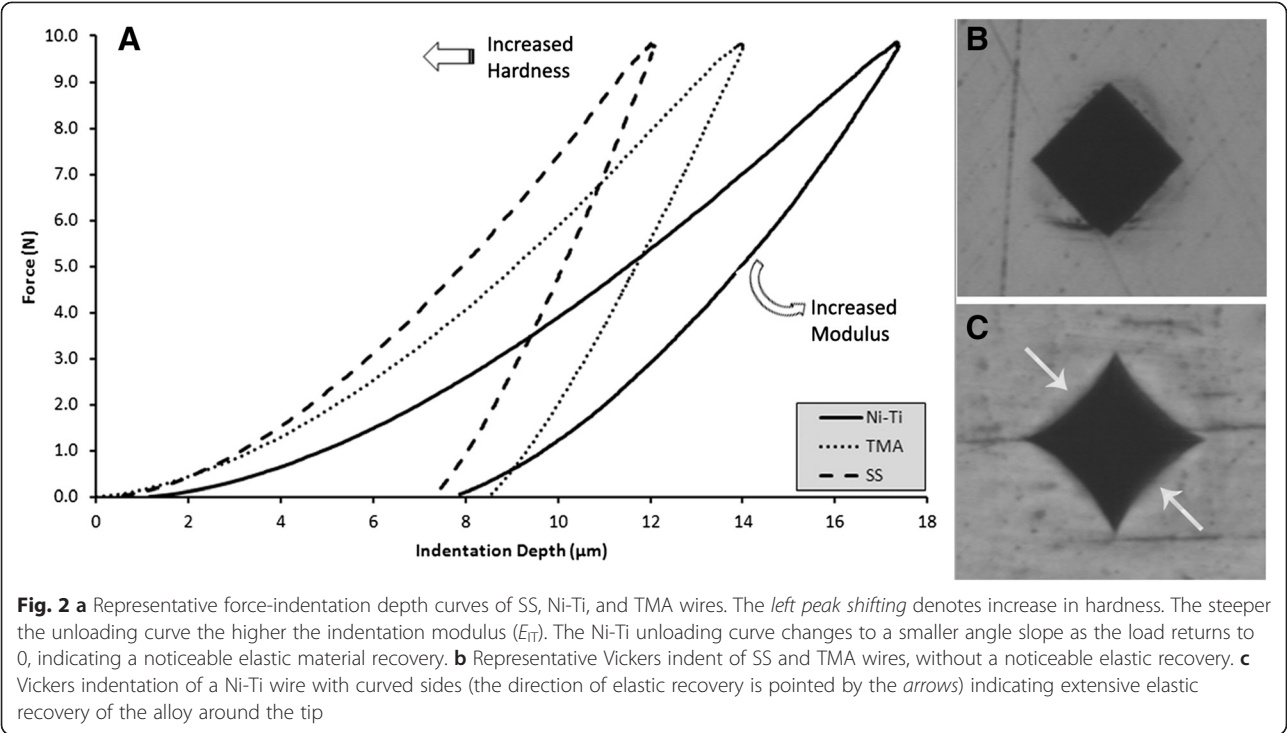 A
10.0
9.0
8.0
7.0
6.0
5.0
4.0
3.0
2.0
1.0
0.0
Force (N)
0 2 4 6 8 10 12 14 16 18
Indentation Depth (µm)
Increased
Hardness
Increased
Modulus
Ni-Ti
TMA
SS
B
C
Fig. 2 a Representative force-indentation depth curves of SS, Ni-Ti, and TMA wires. The left peak shifting denotes increase in hardness. The steeper
the unloading curve the higher the indentation modulus (EIT). The Ni-Ti unloading curve changes to a smaller angle slope as the load returns to
0, indicating a noticeable elastic material recovery. b Representative Vickers indent of SS and TMA wires, without a noticeable elastic recovery. c
Vickers indentation of a Ni-Ti wire with curved sides (the direction of elastic recovery is pointed by the arrows) indicating extensive elastic
recovery of the alloy around the tip